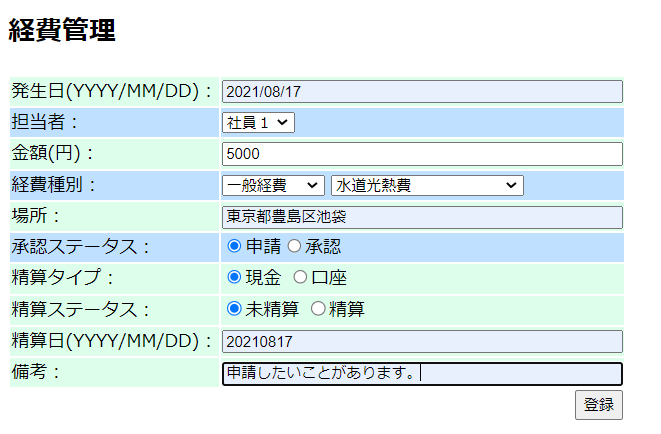 経費管理
発生日(YYYY/MM/DD)： 2021/08/17
担当者： 社員１
金額(円)： 5000
経費種別： 一般経費 水道光熱費
場所： 東京都豊島区池袋
承認ステータス： 申請 承認
精算タイプ： 現金 口座
精算ステータス： 未精算 精算
精算日(YYYY/MM/DD)： 20210817
備考： 申請したいことがあります。
登録